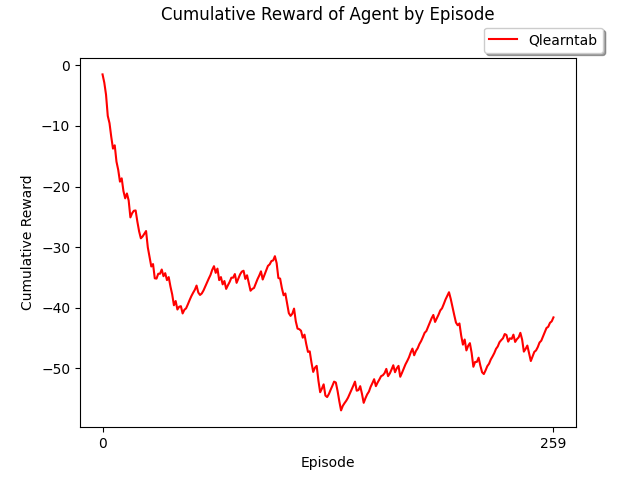 Cumulative Reward of Agent by Episode
Qlearntab
0
−10
−20
−30
−40
−50
Cumulative Reward
0
259
Episode